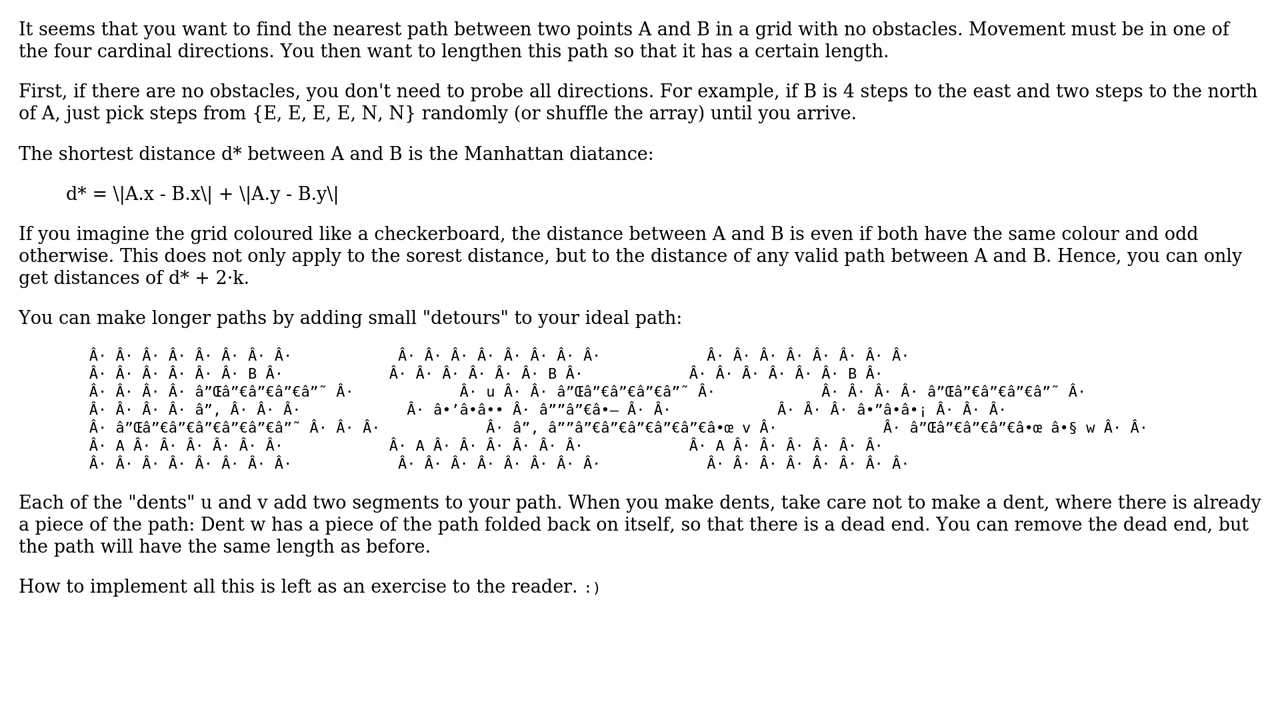 It seems that you want to find the nearest path between two points A and B in a grid with no obstacles. Movement must be in one of
the four cardinal directions. You then want to lengthen this path so that it has a certain length.
First, if there are no obstacles, you don't need to probe all directions. For example, if B is 4 steps to the east and two steps to the north
of A, just pick steps from {E, E, E, E, N, N} randomly (or shuffle the array) until you arrive.
The shortest distance d* between A and B is the Manhattan diatance:
d* = \|A.x - B.x\| + \|A.y - B.y\|
If you imagine the grid coloured like a checkerboard, the distance between A and B is even if both have the same colour and odd
otherwise. This does not only apply to the sorest distance, but to the distance of any valid path between A and B. Hence, you can only
get distances of d* + 2·k.
You can make longer paths by adding small "detours" to your ideal path:
Â· Â· Â· Â· Â· Â· Â· Â· Â· Â· Â· Â· Â· Â· Â· Â· Â· Â· Â· Â· Â· Â· Â· Â·
Â· Â· Â· Â· Â· Â· B Â· Â· Â· Â· Â· Â· Â· B Â· Â· Â· Â· Â· Â· Â· B Â·
Â· Â· Â· Â· â”Œâ”€â”€â”€â”˜ Â· Â· u Â· Â· â”Œâ”€â”€â”€â”˜ Â· Â· Â· Â· Â· â”Œâ”€â”€â”€â”˜ Â·
Â· Â· Â· Â· â”‚ Â· Â· Â· Â· â•’â•â•• Â· â””â”€â•– Â· Â· Â· Â· Â· â•”â•â•¡ Â· Â· Â·
Â· â”Œâ”€â”€â”€â”€â”€â”˜ Â· Â· Â· Â· â”‚ â””â”€â”€â”€â”€â”€â•œ v Â· Â· â”Œâ”€â”€â”€â•œ â•§ w Â· Â·
Â· A Â· Â· Â· Â· Â· Â· Â· A Â· Â· Â· Â· Â· Â· Â· A Â· Â· Â· Â· Â· Â·
Â· Â· Â· Â· Â· Â· Â· Â· Â· Â· Â· Â· Â· Â· Â· Â· Â· Â· Â· Â· Â· Â· Â· Â·
Each of the "dents" u and v add two segments to your path. When you make dents, take care not to make a dent, where there is already
a piece of the path: Dent w has a piece of the path folded back on itself, so that there is a dead end. You can remove the dead end, but
the path will have the same length as before.
How to implement all this is left as an exercise to the reader. :)